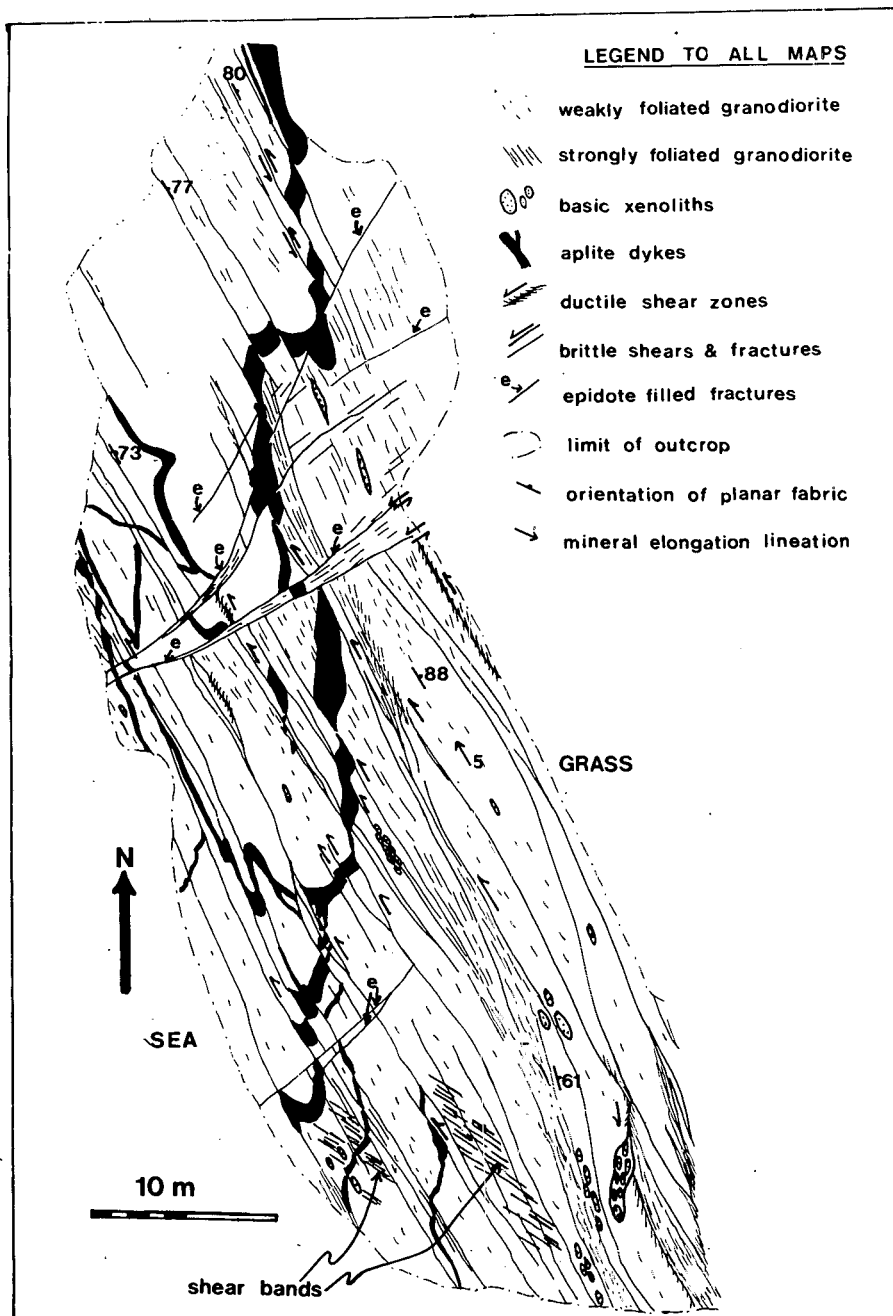 LEGEND TO ALL MAPS
weakly foliated granodiorite
strongly foliated granodiorite
basic xenoliths
aplite dykes
ductile shear zones
brittle shears & fractures
e
epidote filled fractures
limit of outcrop
orientation of planar fabric
mineral elongation lineation
80
77
e
e
73
e
e
e
e
88
5
GRASS
N
e
SEA
61
10 m
shear bands